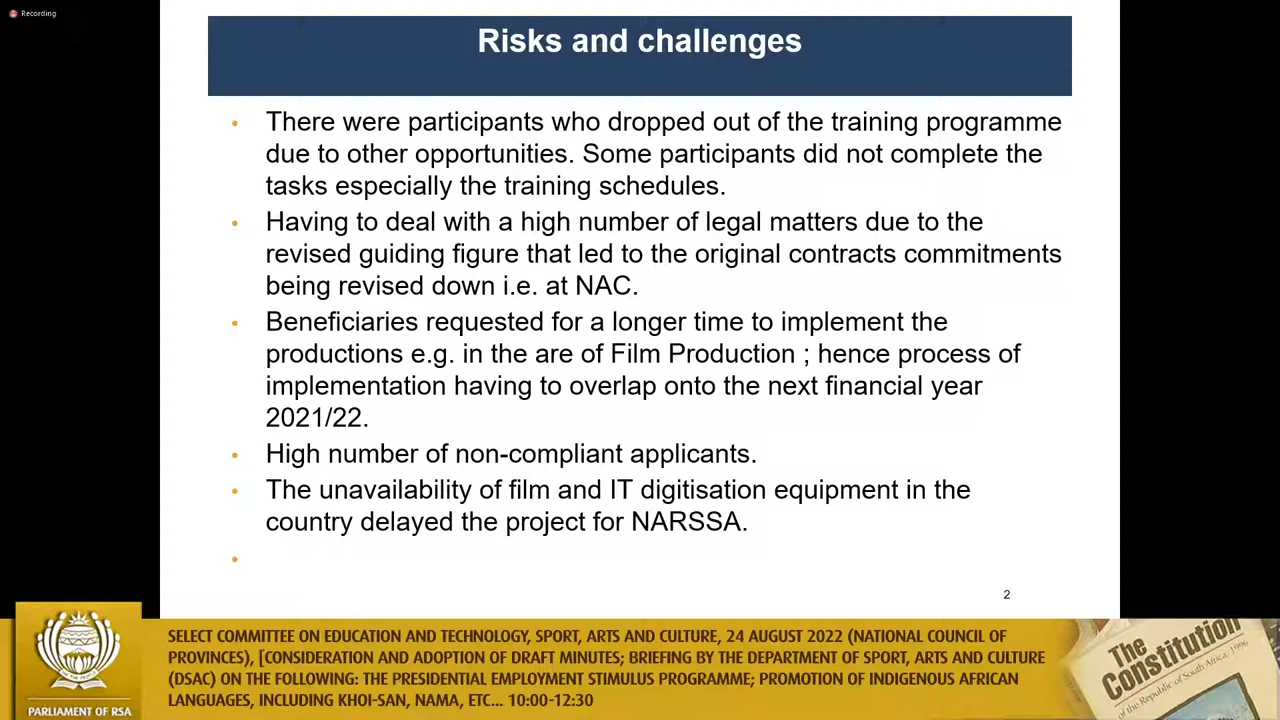 Recording
Risks and challenges
• There were participants who dropped out of the training programme
due to other opportunities. Some participants did not complete the
tasks especially the training schedules.
• Having to deal with a high number of legal matters due to the
revised guiding figure that led to the original contracts commitments
being revised down i.e. at NAC.
• Beneficiaries requested for a longer time to implement the
productions e.g. in the are of Film Production ; hence process of
implementation having to overlap onto the next financial year
2021/22.
• High number of non-compliant applicants.
• The unavailability of film and IT digitisation equipment in the
country delayed the project for NARSSA.
•
2
SELECT COMMITTEE ON EDUCATION AND TECHNOLOGY, SPORT, ARTS AND CULTURE, 24 AUGUST 2022 (NATIONAL COUNCIL OF
PROVINCES), [CONSIDERATION AND ADOPTION OF DRAFT MINUTES; BRIEFING BY THE DEPARTMENT OF SPORT, ARTS AND CULTURE
(DSAC) ON THE FOLLOWING: THE PRESIDENTIAL EMPLOYMENT STIMULUS PROGRAMME; PROMOTION OF INDIGENOUS AFRICAN
LANGUAGES, INCLUDING KHOI-SAN, NAMA, ETC... 10:00-12:30
PARLIAMENT OF RSA
The
Constitution
of the Republic of South Africa, 1996